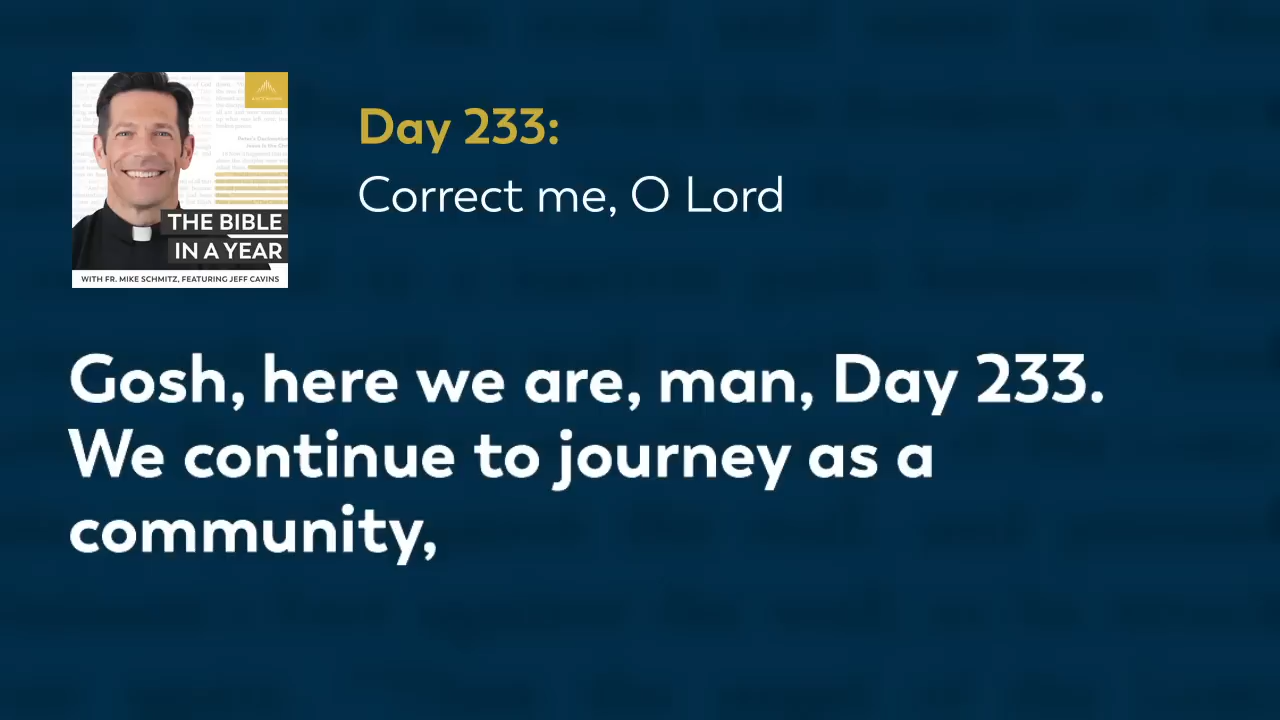 Day 233:
Correct me, O Lord
THE BIBLE
IN A YEAR
WITH FR. MIKE SCHMITZ, FEATURING JEFF CAVINS
Gosh, here we are, man, Day 233.
We continue to journey as a
community,